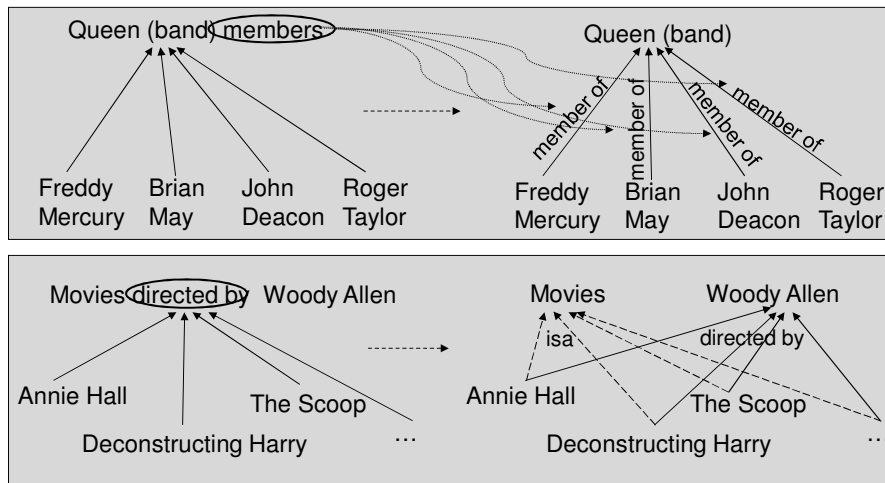 Queen (band) members
Queen (band)
member of
member of
member of
member of
Freddy Mercury
Brian May
John Deacon
Roger Taylor
Freddy Mercury
Brian May
John Deacon
Roger Taylor
Movies directed by Woody Allen
Movies
Woody Allen
isa
directed by
Annie Hall
The Scoop
Deconstructing Harry
...
Annie Hall
The Scoop
Deconstructing Harry
...